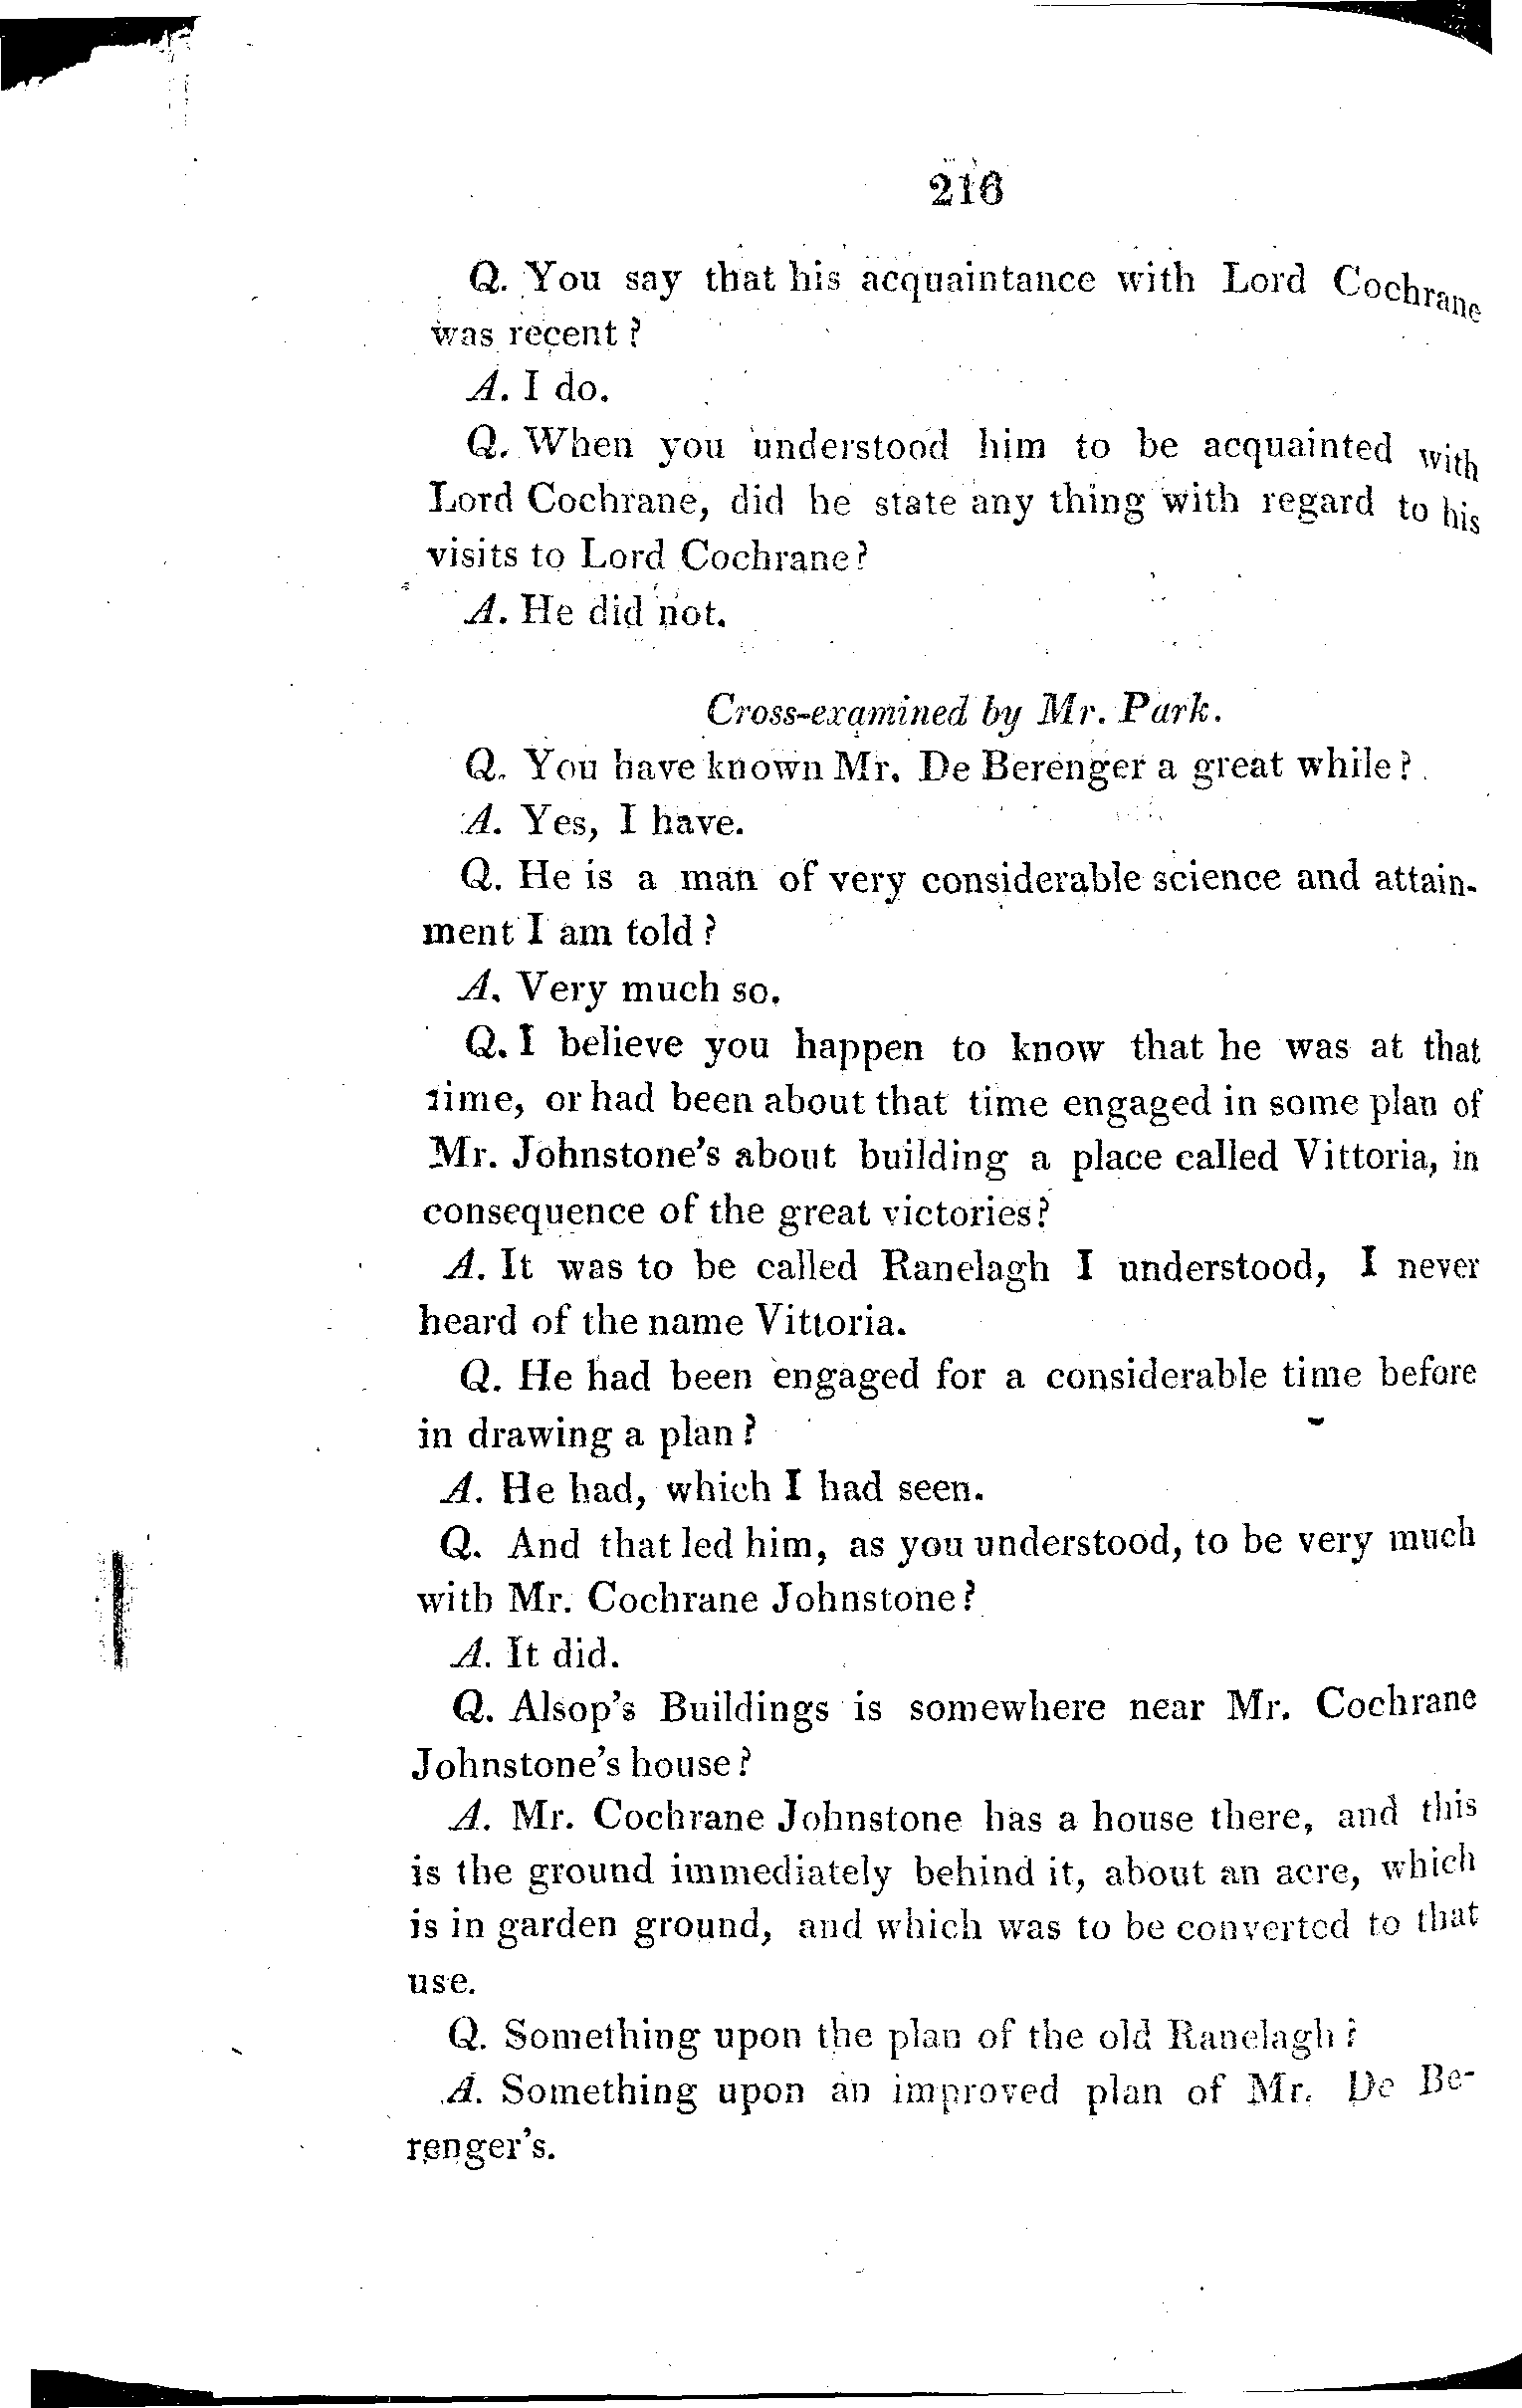 216
Q. You say that his acquaintance with Lord Cochrane
was recent?
A. I do.
Q. When you understood him to be acquainted with
Lord Cochrane, did he state any thing with regard to his
visits to Lord Cochrane?
A. He did not.
Cross-examined by Mr. Park.
Q. You have known Mr. De Berenger a great while?
A. Yes, I have.
Q. He is a man of very considerable science and attain-
ment I am told?
A. Very much so.
Q. I believe you happen to know that he was at that
time, or had been about that time engaged in some plan of
Mr. Johnstone's about building a place called Vittoria, in
consequence of the great victories?
A. It was to be called Ranelagh I understood, I never
heard of the name Vittoria.
Q. He had been engaged for a considerable time before
in drawing a plan?
A. He had, which I had seen.
Q. And that led him, as you understood, to be very much
with Mr. Cochrane Johnstone?
A. It did.
Q. Alsop's Buildings is somewhere near Mr. Cochrane
Johnstone's house?
A. Mr. Cochrane Johnstone has a house there, and this
is the ground immediately behind it, about an acre, which
is in garden ground, and which was to be converted to that
use.
Q. Something upon the plan of the old Ranelagh?
A. Something upon an improved plan of Mr. De Be-
renger's.